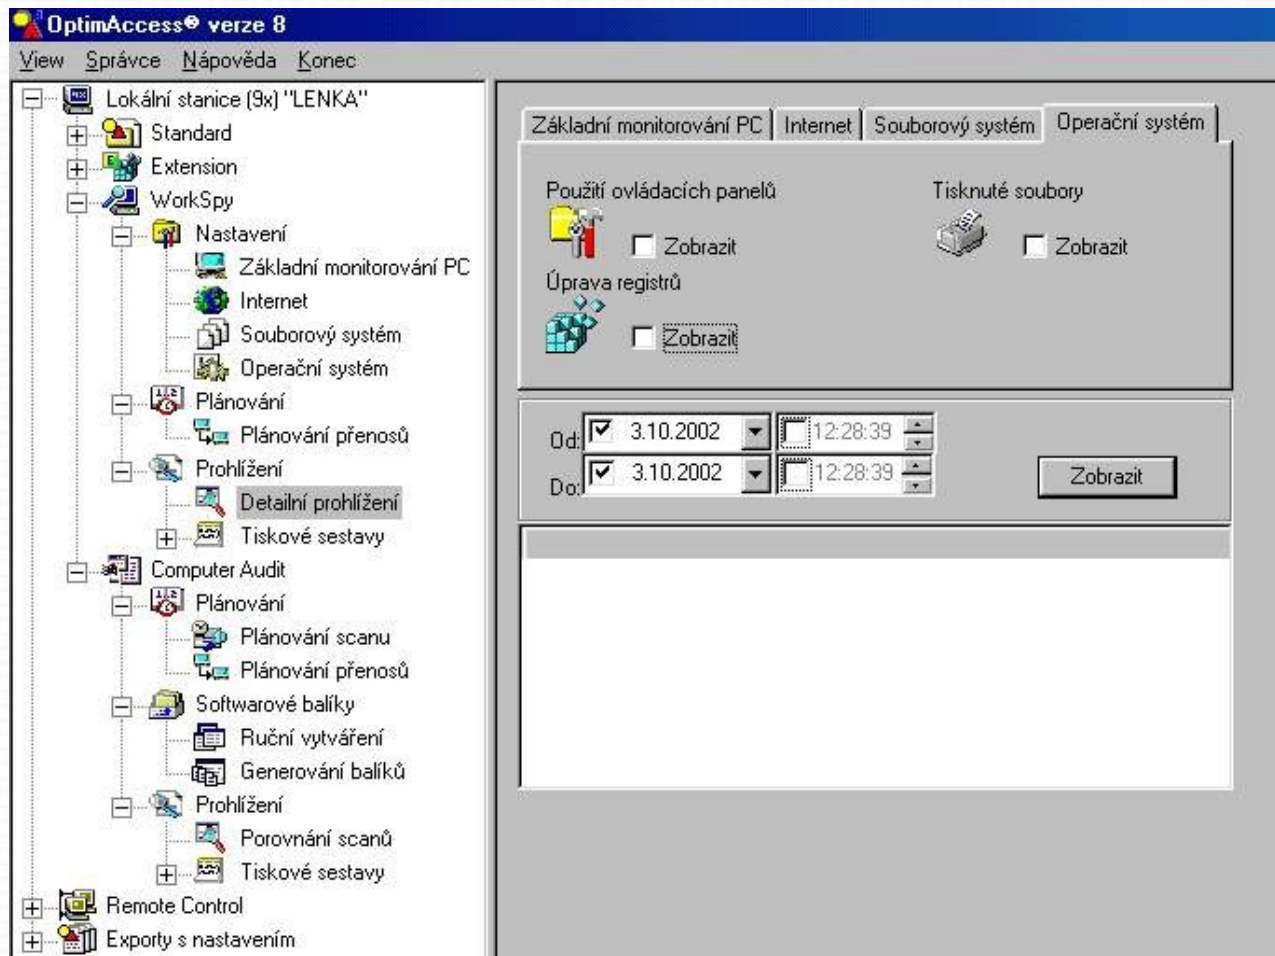 OptimAccess® verze 8
View Správce Nápověda Konec
Lokální stanice (9x) "LENKA"
Standard
Extension
WorkSpy
Nastavení
Základní monitorování PC
Internet
Souborový systém
Operační systém
Plánování
Plánování přenosů
Prohlížení
Detailní prohlížení
Tiskové sestavy
Computer Audit
Plánování
Plánování scanu
Plánování přenosů
Softwarové balíky
Ruční vytváření
Generování balíků
Prohlížení
Porovnání scanů
Tiskové sestavy
Remote Control
Exporty s nastavením
Základní monitorování PC Internet Souborový systém Operační systém
Použití ovládacích panelů Tisknuté soubory
Zobrazit Zobrazit
Úprava registrů
Zobrazit
Od: 3.10.2002 12:28:39
Do: 3.10.2002 12:28:39
Zobrazit